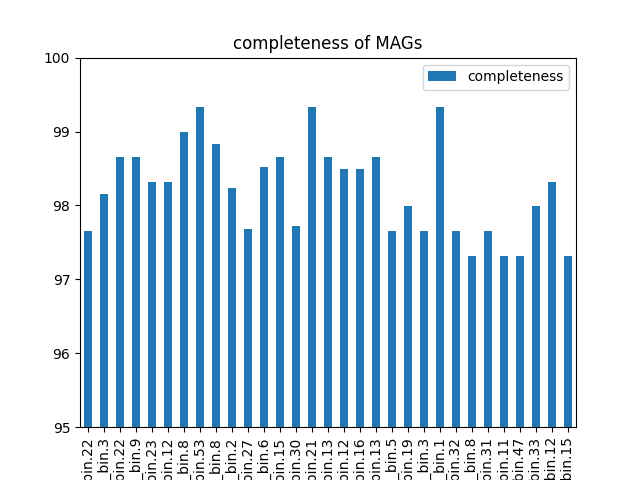 completeness of MAGs
completeness
100
99
98
97
96
95
bin.22
_bin.3
bin.22
_bin.9
bin.23
bin.12
_bin.8
bin.53
_bin.8
_bin.2
bin.27
_bin.6
bin.15
bin.30
bin.21
bin.13
bin.12
bin.16
bin.13
_bin.5
bin.19
_bin.3
_bin.1
bin.32
_bin.8
bin.31
bin.11
bin.47
bin.33
bin.12
bin.15